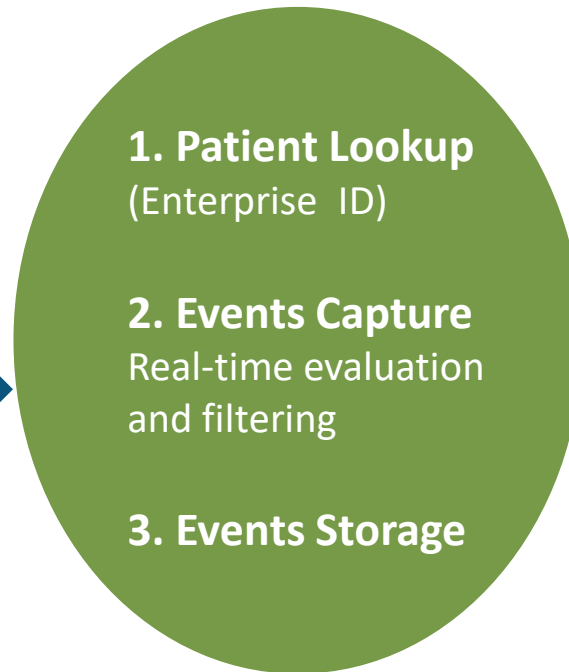 1. Patient Lookup
(Enterprise ID)
2. Events Capture
Real-time evaluation
and filtering
3. Events Storage